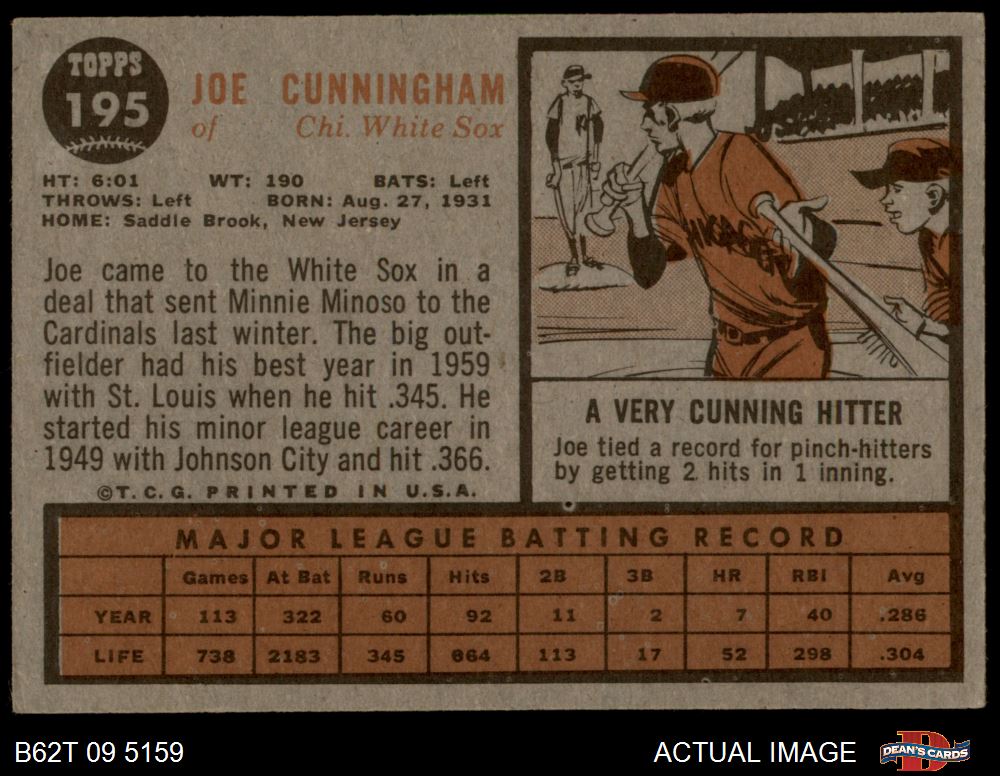 TOPPS
195
JOE CUNNINGHAM
of Chi. White Sox
HT: 6:01 WT: 190 BATS: Left
THROWS: Left BORN: Aug. 27, 1931
HOME: Saddle Brook, New Jersey
Joe came to the White Sox in a
deal that sent Minnie Minoso to the
Cardinals last winter. The big out-
fielder had his best year in 1959
with St. Louis when he hit .345. He
started his minor league career in
1949 with Johnson City and hit .366.
©T.C.G. PRINTED IN U.S.A.
A VERY CUNNING HITTER
Joe tied a record for pinch-hitters
by getting 2 hits in 1 inning.
MAJOR LEAGUE BATTING RECORD
Games At Bat Runs Hits 2B 3B HR RBI Avg
YEAR 113 322 60 92 11 2 7 40 .286
LIFE 738 2183 345 664 113 17 52 298 .304
B62T 09 5159
ACTUAL IMAGE
DEAN'S CARDS